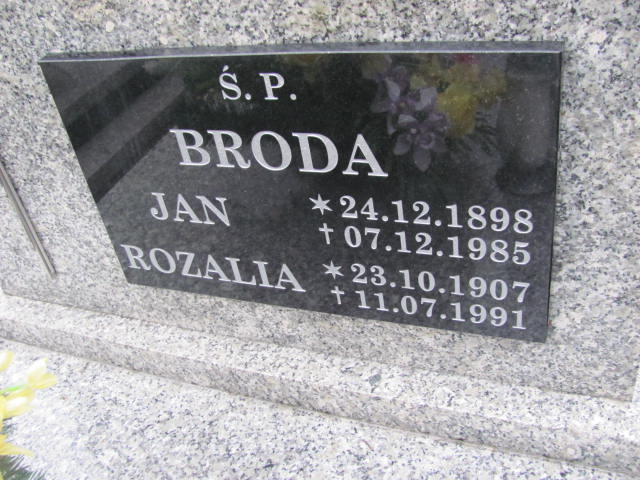 Ś. P.
BRODA
JAN ✶ 24.12.1898
† 07.12.1985
ROZALIA ✶ 23.10.1907
† 11.07.1991